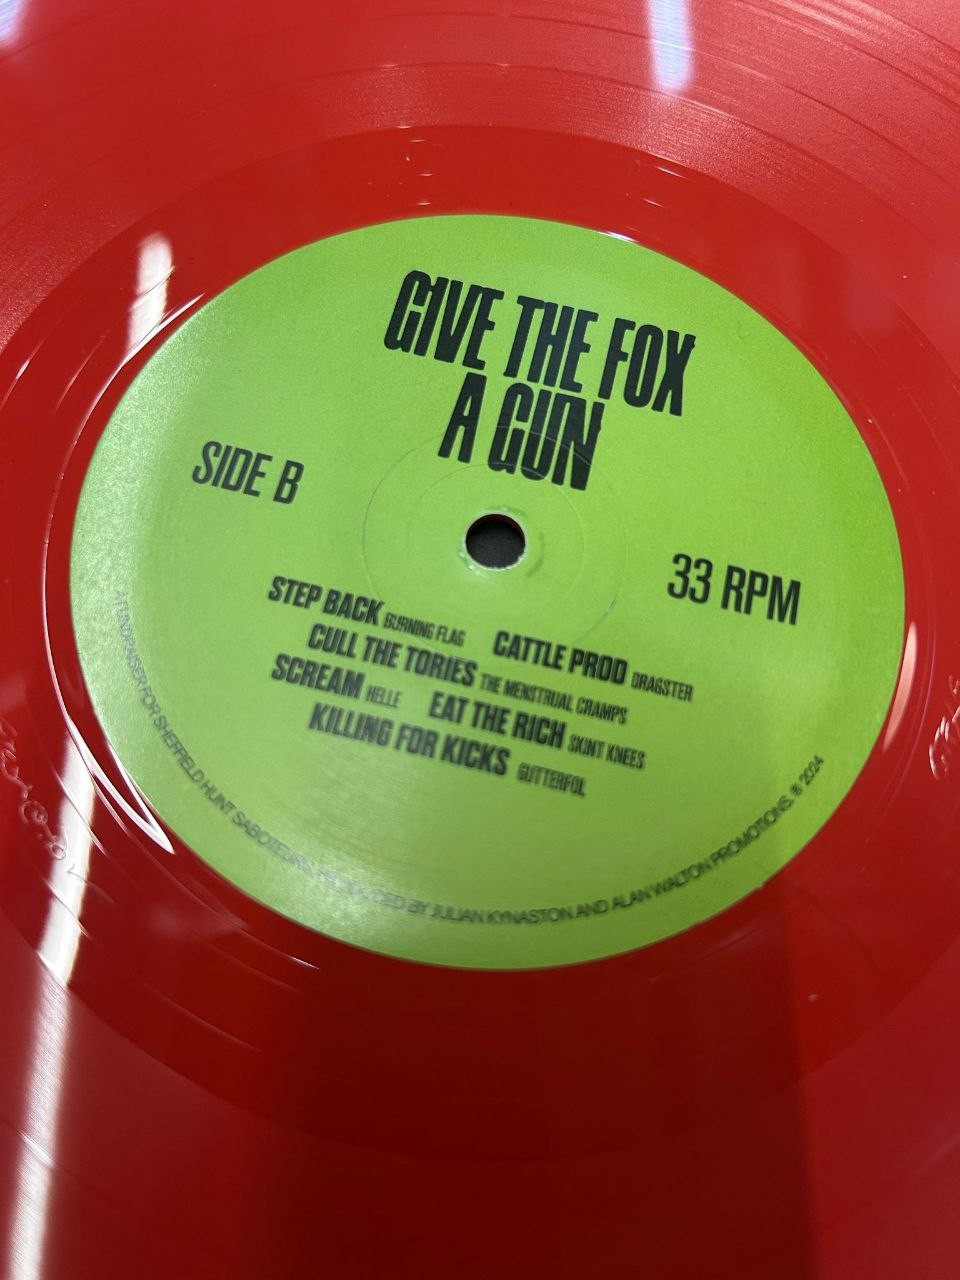 GIVE THE FOX
A GUN
SIDE B
33 RPM
STEP BACK BURNING FLAG CATTLE PROD DRAGSTER
CULL THE TORIES THE MENSTRUAL CRAMPS
SCREAM HELLE EAT THE RICH SKINT KNEES
KILLING FOR KICKS GUTTERFÖL
A FUNDRAISER FOR SHEFFIELD HUNT SABOTEURS. PRODUCED BY JULIAN KYNASTON AND ALAN WALTON PROMOTIONS. ℗ 2024